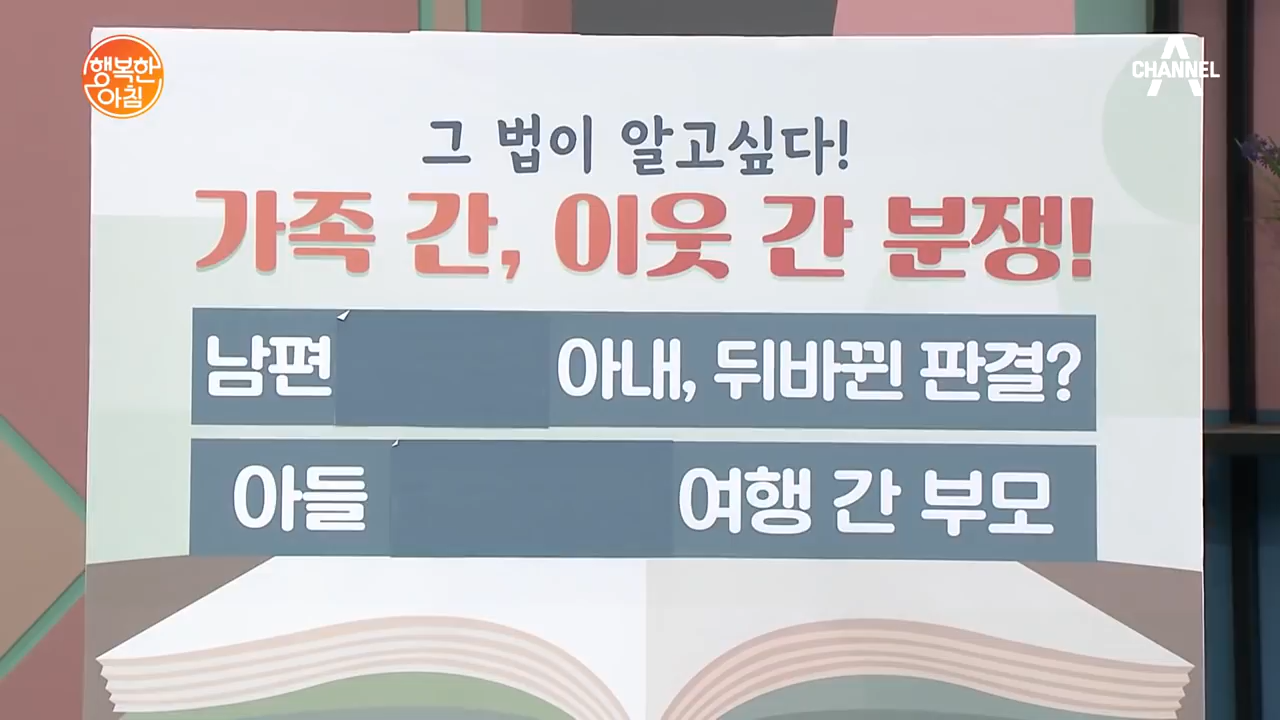 행복한
아침
CHANNEL A
그 법이 알고싶다!
가족 간, 이웃 간 분쟁!
남편 아내, 뒤바뀐 판결?
아들 여행 간 부모